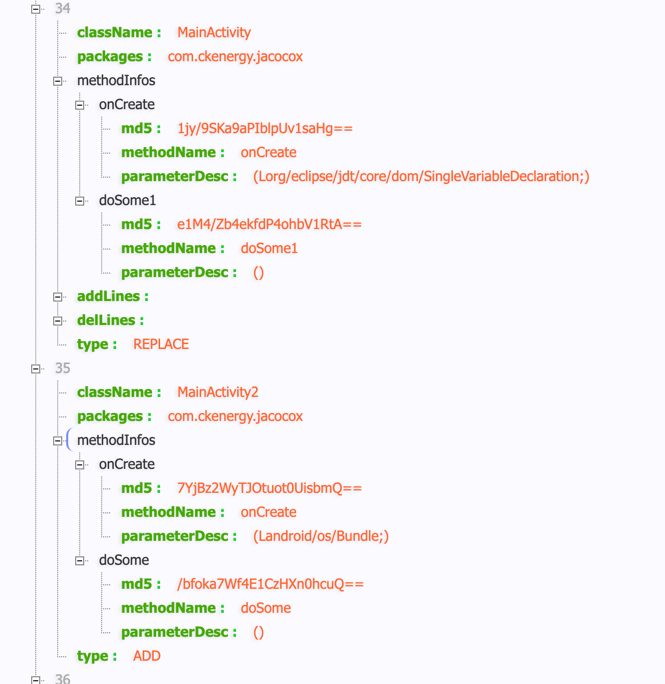 34
className : MainActivity
packages : com.ckenergy.jacocox
methodInfos
onCreate
md5 : 1jy/9SKa9aPIblpUv1saHg==
methodName : onCreate
parameterDesc : (Lorg/eclipse/jdt/core/dom/SingleVariableDeclaration;)
doSome1
md5 : e1M4/Zb4ekfdP4ohbV1RtA==
methodName : doSome1
parameterDesc : ()
addLines :
delLines :
type : REPLACE
35
className : MainActivity2
packages : com.ckenergy.jacocox
methodInfos
onCreate
md5 : 7YjBz2WyTJOtuot0UisbmQ==
methodName : onCreate
parameterDesc : (Landroid/os/Bundle;)
doSome
md5 : /bfoka7Wf4E1CzHXn0hcuQ==
methodName : doSome
parameterDesc : ()
type : ADD
36